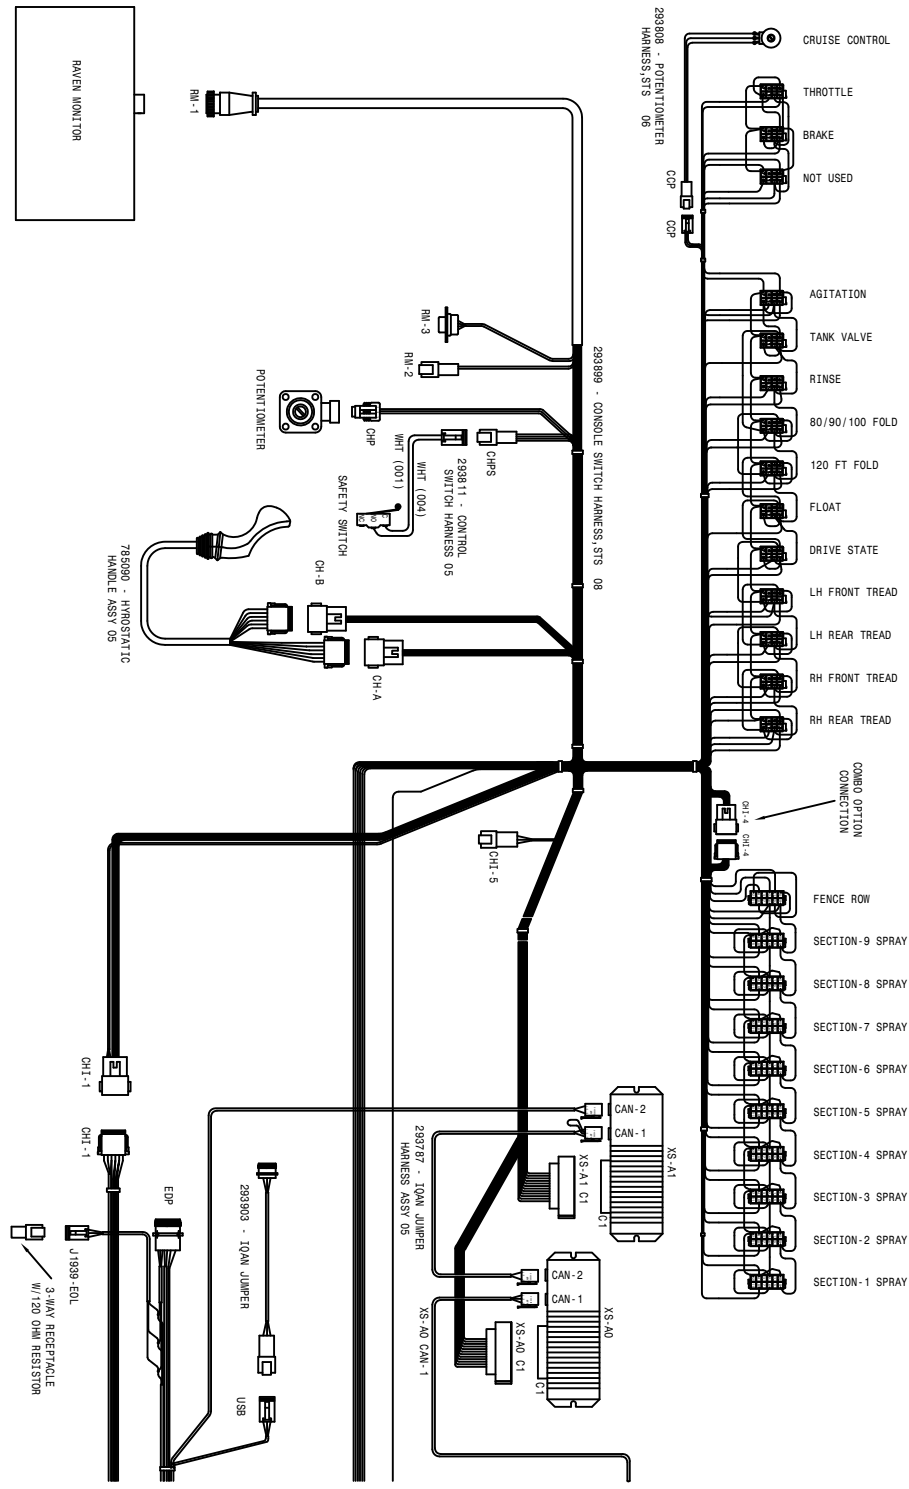 RAVEN MONITOR
RM-1
293808 - POTENTIOMETER
HARNESS,STS 06
CCP
CCP
CRUISE CONTROL
THROTTLE
BRAKE
NOT USED
AGITATION
TANK VALVE
RINSE
80/90/100 FOLD
120 FT FOLD
FLOAT
DRIVE STATE
LH FRONT TREAD
LH REAR TREAD
RH FRONT TREAD
RH REAR TREAD
RM-3
RM-2
POTENTIOMETER
CHP
CHPS
293899 - CONSOLE SWITCH HARNESS,STS 08
293811 - CONTROL
SWITCH HARNESS 05
WHT (004)
WHT (001)
SAFETY SWITCH
C
NO
NC
785090 - HYROSTATIC
HANDLE ASSY 05
CH-B
CH-A
COMBO OPTION
CONNECTION
CHI-4
CHI-4
CHI-5
FENCE ROW
SECTION-9 SPRAY
SECTION-8 SPRAY
SECTION-7 SPRAY
SECTION-6 SPRAY
SECTION-5 SPRAY
SECTION-4 SPRAY
SECTION-3 SPRAY
SECTION-2 SPRAY
SECTION-1 SPRAY
CHI-1
CHI-1
CAN-2
CAN-1
XS-A1
C1
XS-A1 C1
293787 - IQAN JUMPER
HARNESS ASSY 05
CAN-2
CAN-1
XS-A0
C1
XS-A0 C1
XS-A0 CAN-1
EDP
293903 - IQAN JUMPER
USB
J1939-EOL
3-WAY RECEPTACLE
W/120 OHM RESISTOR